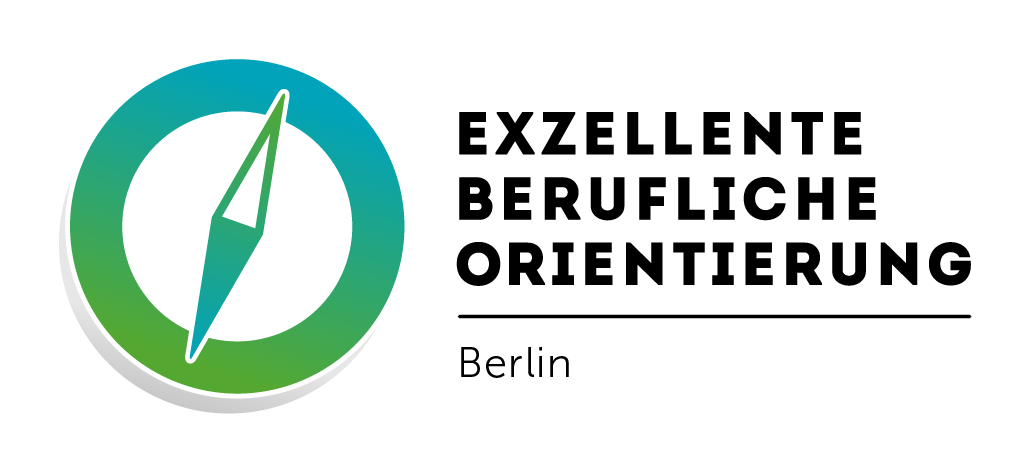 EXZELLENTE
BERUFLICHE
ORIENTIERUNG
Berlin